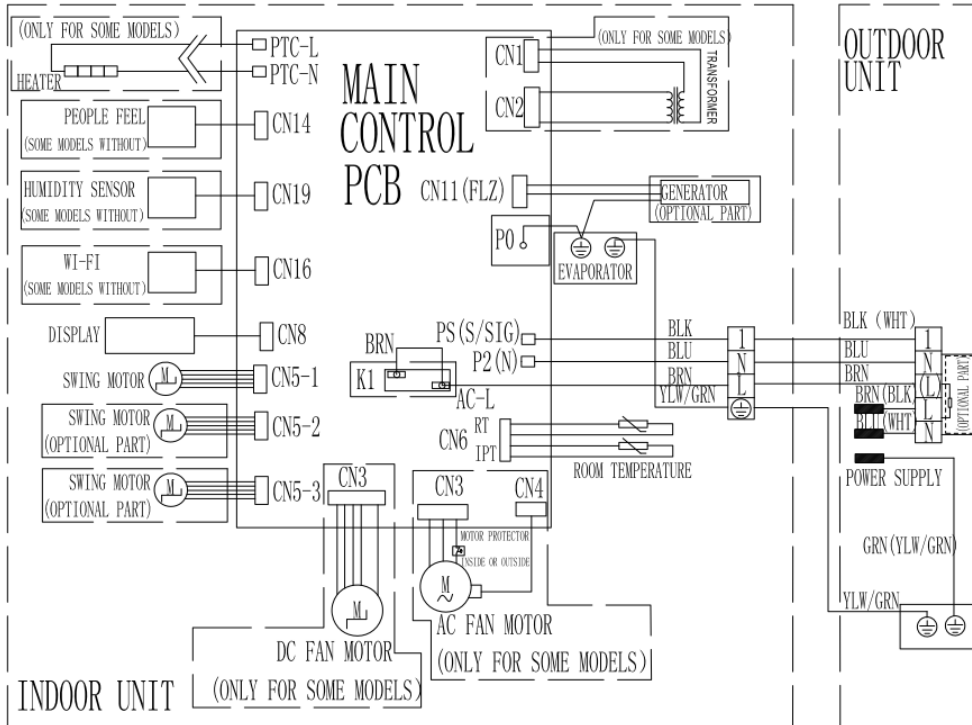 (ONLY FOR SOME MODELS)
HEATER
PTC-L
PTC-N
PEOPLE FEEL
(SOME MODELS WITHOUT)
CN14
HUMIDITY SENSOR
(SOME MODELS WITHOUT)
CN19
WI-FI
(SOME MODELS WITHOUT)
CN16
DISPLAY
CN8
SWING MOTOR
M
CN5-1
SWING MOTOR
(OPTIONAL PART)
M
CN5-2
SWING MOTOR
(OPTIONAL PART)
M
CN5-3
MAIN
CONTROL
PCB
CN1
(ONLY FOR SOME MODELS)
CN2
TRANSFORMER
CN11(FLZ)
GENERATOR
(OPTIONAL PART)
P0
EVAPORATOR
PS(S/SIG)
P2(N)
BRN
K1
AC-L
BLK
BLU
BRN
YLW/GRN
1
N
L
CN6
RT
IPT
ROOM TEMPERATURE
CN3
M
DC FAN MOTOR
(ONLY FOR SOME MODELS)
CN3
CN4
MOTOR PROTECTOR
INSIDE OR OUTSIDE
M
AC FAN MOTOR
(ONLY FOR SOME MODELS)
INDOOR UNIT
OUTDOOR
UNIT
BLK (WHT)
BLU
BRN
BRN(BLK)
BLU(WHT
1
N
(L)
L
N
(OPTIONAL PART)
POWER SUPPLY
GRN(YLW/GRN)
YLW/GRN